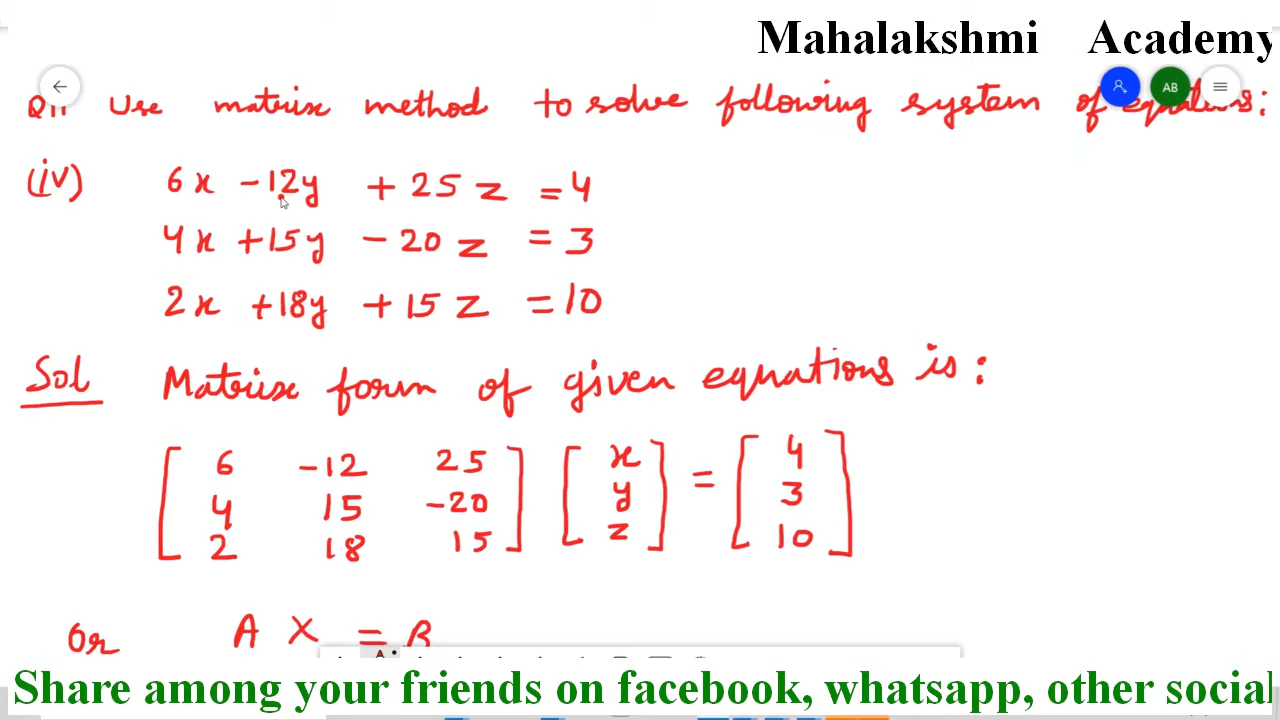 Mahalakshmi Academy
Q11 Use matrix method to solve following system of equations:
AB
(iv) 6x - 12y + 25z = 4
4x + 15y - 20z = 3
2x + 18y + 15z = 10
Sol Matrix form of given equations is:
[6 -12 25] [x] = [4]
[4 15 -20] [y] [3]
[2 18 15] [z] [10]
Or A X = B
Share among your friends on facebook, whatsapp, other social